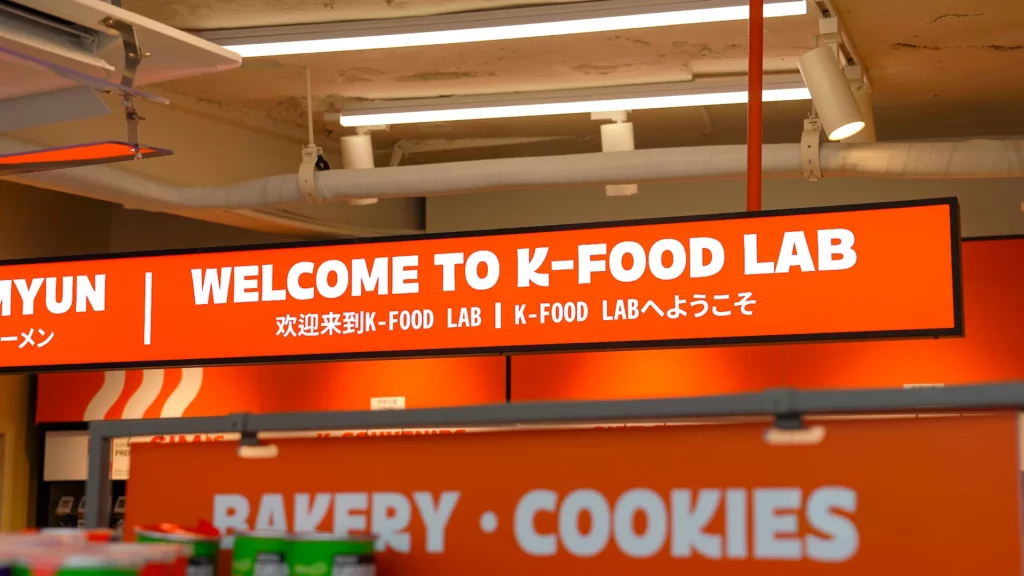 MYUN
ーメン
WELCOME TO K-FOOD LAB
欢迎来到K-FOOD LAB | K-FOOD LABへようこそ
BAKERY · COOKIES